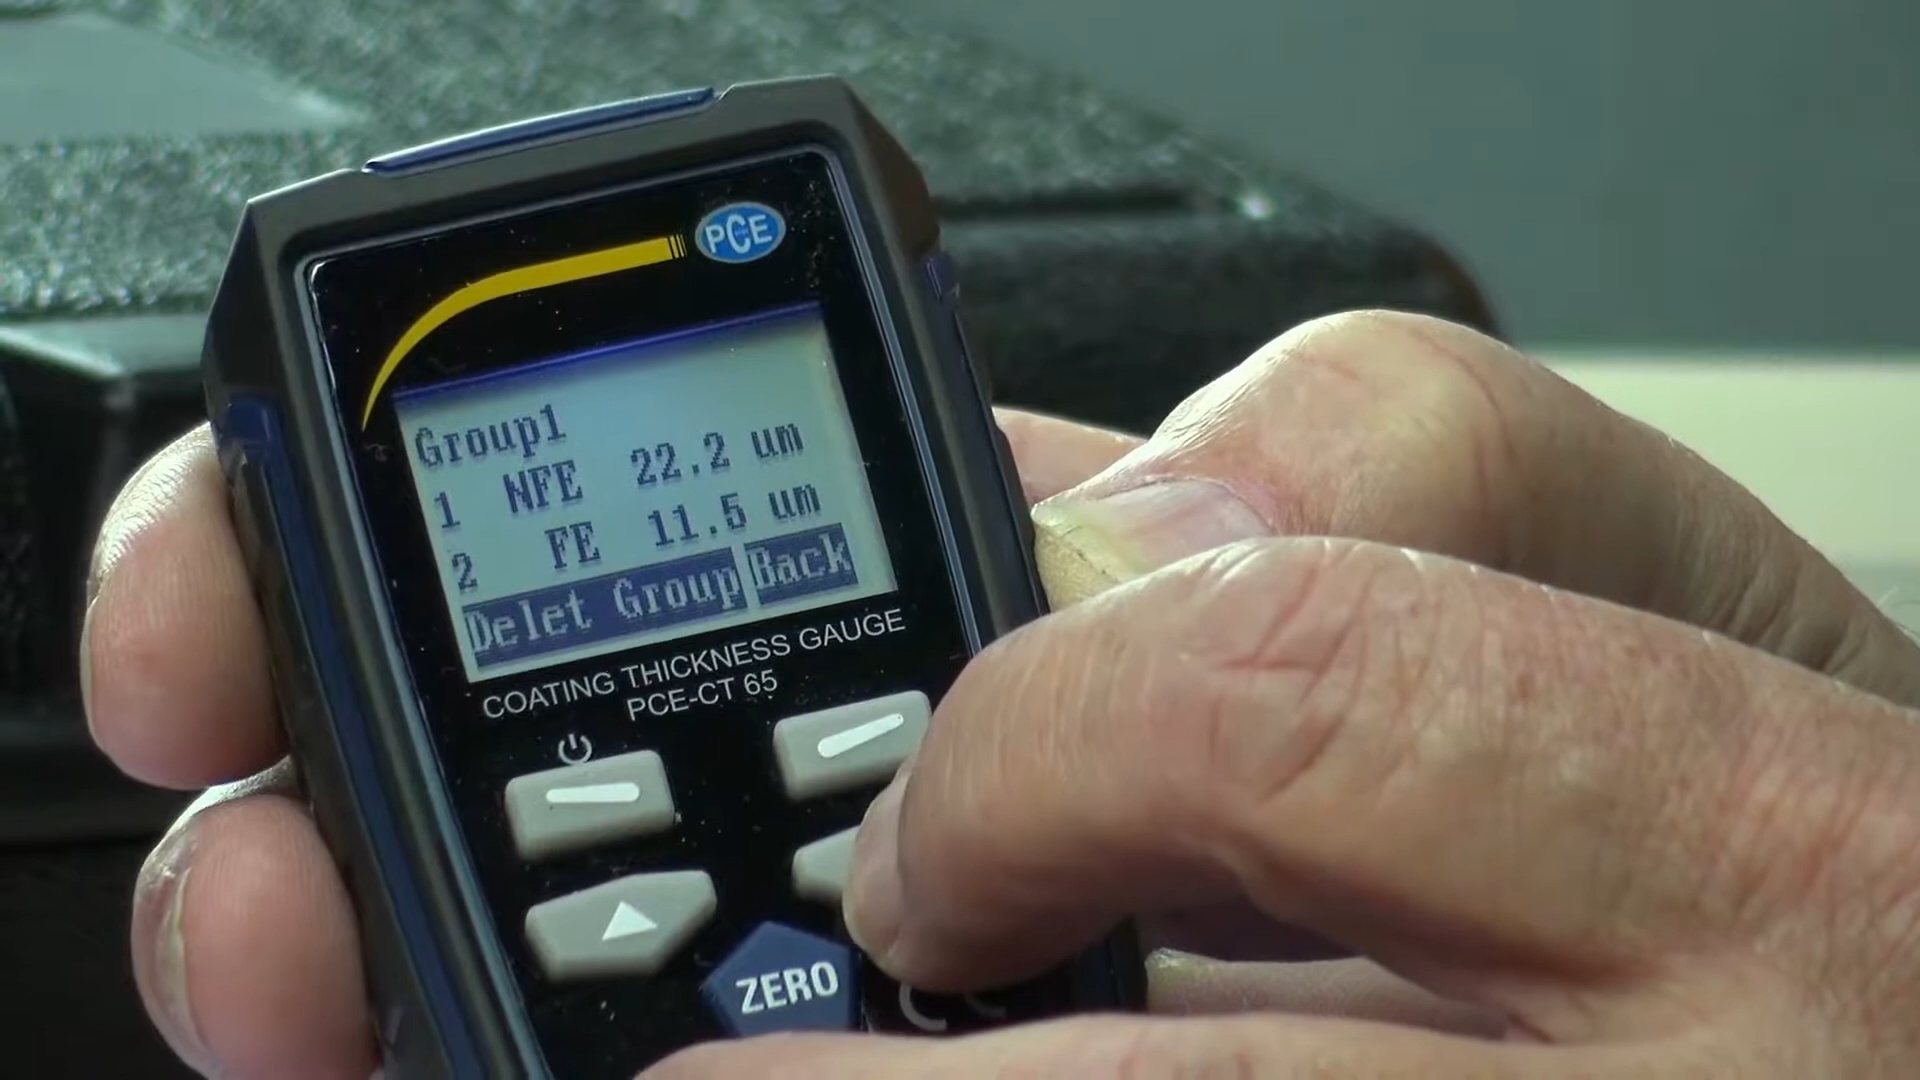 PCE
Group1
1 NFE 22.2 um
2 FE 11.5 um
Delet Group Back
COATING THICKNESS GAUGE
PCE-CT 65
ZERO